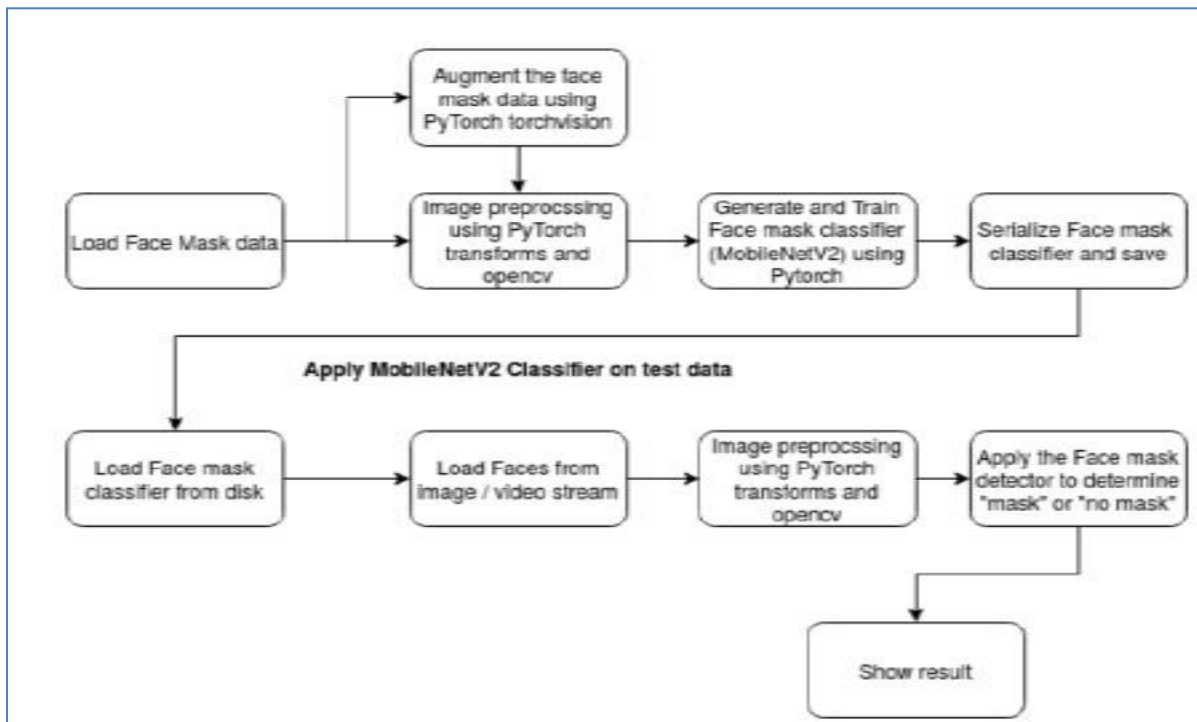 Augment the face
mask data using
PyTorch torchvision
Load Face Mask data
Image preprocssing
using PyTorch
transforms and
opencv
Generate and Train
Face mask classifier
(MobileNetV2) using
Pytorch
Serialize Face mask
classifier and save
Apply MobileNetV2 Classifier on test data
Load Face mask
classifier from disk
Load Faces from
image / video stream
Image preprocssing
using PyTorch
transforms and
opencv
Apply the Face mask
detector to determine
"mask" or "no mask"
Show result